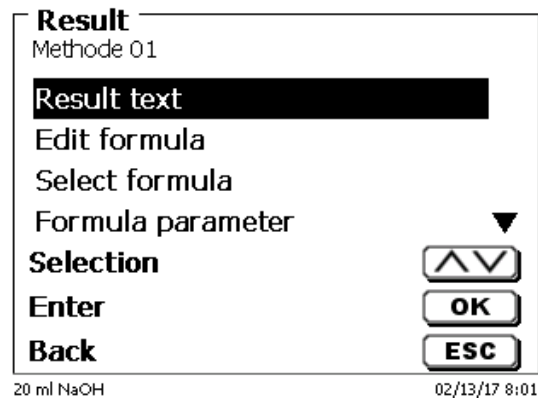 Result
Methode 01
Result text
Edit formula
Select formula
Formula parameter
Selection
Enter OK
Back ESC
20 ml NaOH 02/13/17 8:01